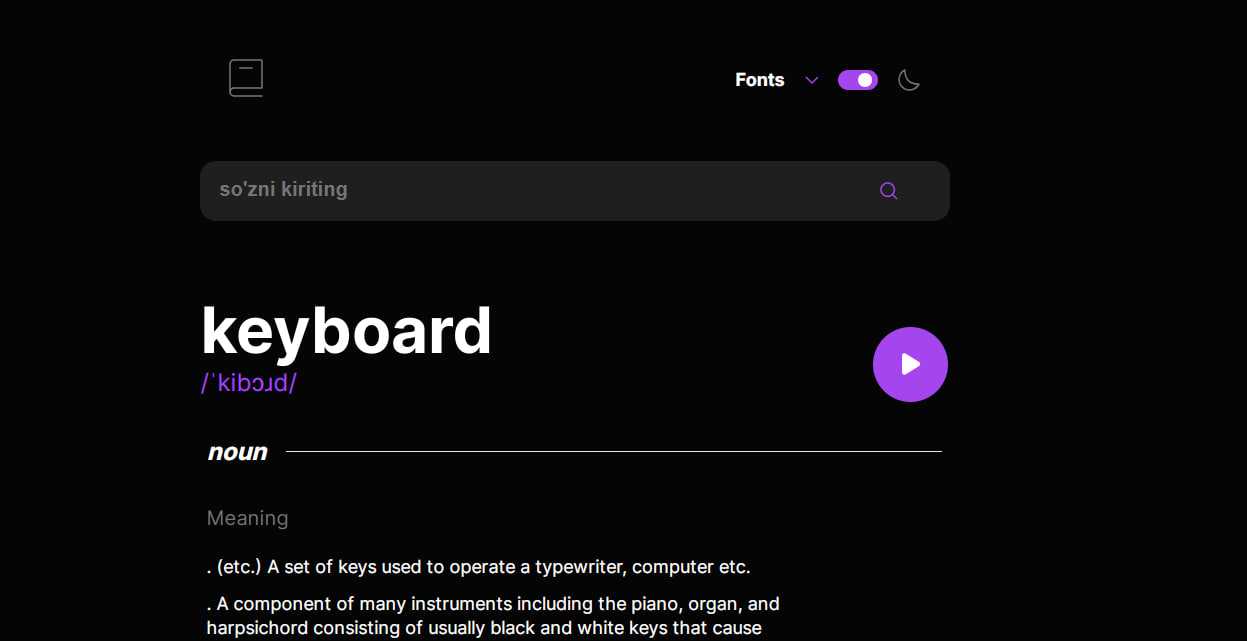 Fonts
so'zni kiriting
keyboard
/ˈkibɔɹd/
noun
Meaning
. (etc.) A set of keys used to operate a typewriter, computer etc.
. A component of many instruments including the piano, organ, and
harpsichord consisting of usually black and white keys that cause